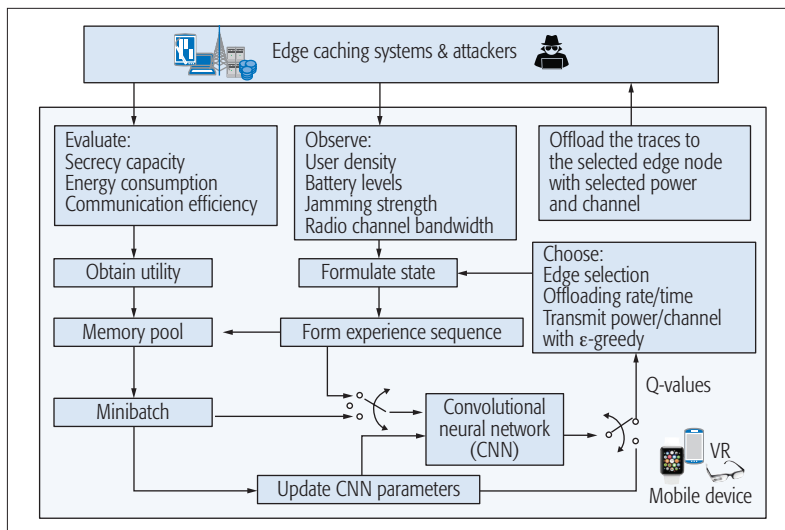 Edge caching systems & attackers
Evaluate:
Secrecy capacity
Energy consumption
Communication efficiency
Observe:
User density
Battery levels
Jamming strength
Radio channel bandwidth
Offload the traces to
the selected edge node
with selected power
and channel
Obtain utility
Formulate state
Choose:
Edge selection
Offloading rate/time
Transmit power/channel
with ε-greedy
Memory pool
Form experience sequence
Q-values
Minibatch
Convolutional
neural network
(CNN)
VR
Mobile device
Update CNN parameters